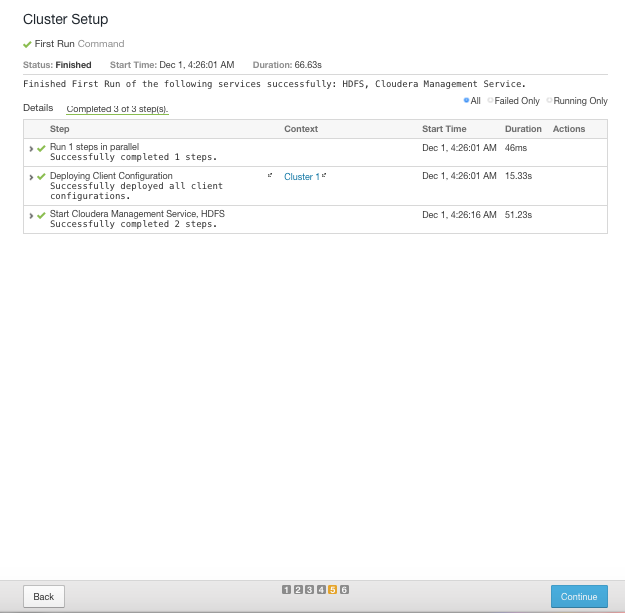 Cluster Setup
First Run Command
Status: Finished Start Time: Dec 1, 4:26:01 AM Duration: 66.63s
Finished First Run of the following services successfully: HDFS, Cloudera Management Service.
Details Completed 3 of 3 step(s). All Failed Only Running Only
Step Context Start Time Duration Actions
Run 1 steps in parallel Dec 1, 4:26:01 AM 46ms
Successfully completed 1 steps.
Deploying Client Configuration Cluster 1 Dec 1, 4:26:01 AM 15.33s
Successfully deployed all client
configurations.
Start Cloudera Management Service, HDFS Dec 1, 4:26:16 AM 51.23s
Successfully completed 2 steps.
Back 1 2 3 4 5 6 Continue